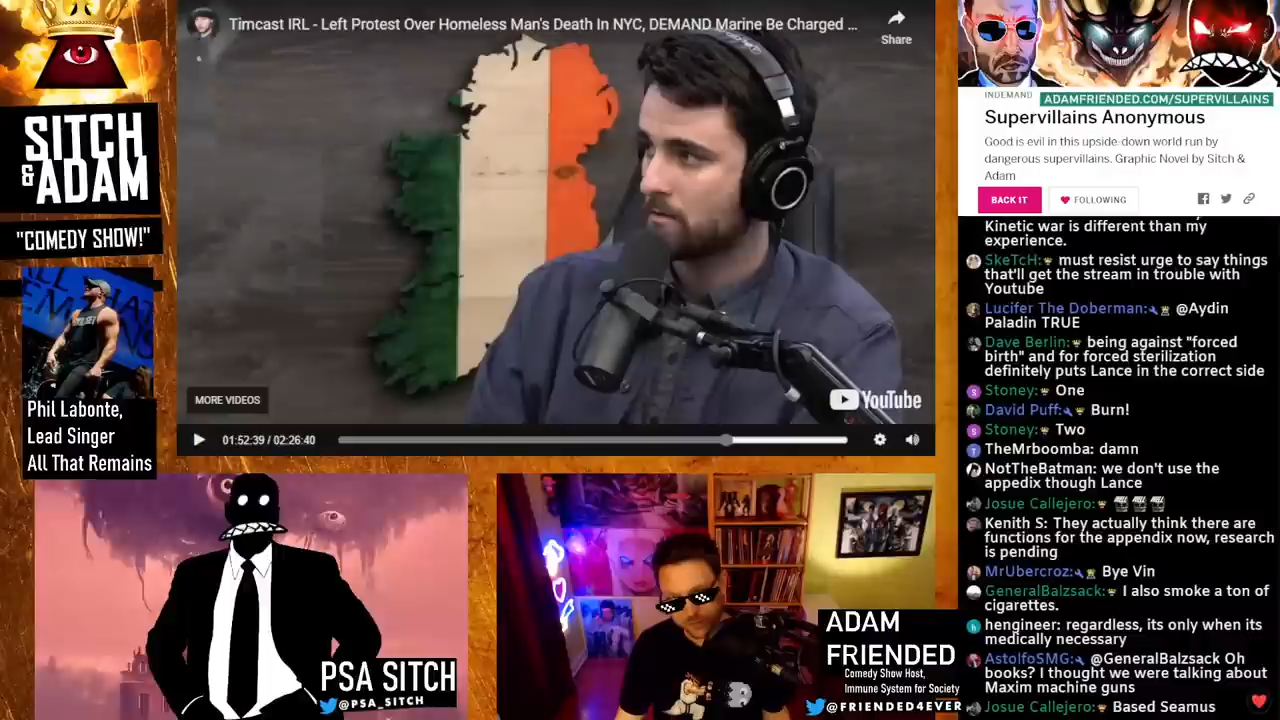 SITCH
& ADAM
"COMEDY SHOW!"
Phil Labonte,
Lead Singer
All That Remains
Timcast IRL - Left Protest Over Homeless Man's Death In NYC, DEMAND Marine Be Charged ...
Share
MORE VIDEOS
YouTube
01:52:39 / 02:26:40
PSA SITCH
@PSA_SITCH
ADAM
FRIENDED
Comedy Show Host,
Immune System for Society
@FRIENDED4EVER
INDEMAND
ADAMFRIENDED.COM/SUPERVILLAINS
Supervillains Anonymous
Good is evil in this upside-down world run by
dangerous supervillains. Graphic Novel by Sitch &
Adam
BACK IT
FOLLOWING
Kinetic war is different than my
experience.
SkeTcH: must resist urge to say things
that'll get the stream in trouble with
Youtube
Lucifer The Doberman: @Aydin
Paladin TRUE
Dave Berlin: being against "forced
birth" and for forced sterilization
definitely puts Lance in the correct side
S Stoney: One
David Puff: Burn!
S Stoney: Two
TheMrboomba: damn
NotTheBatman: we don't use the
appedix though Lance
Josue Callejero:
Kenith S: They actually think there are
functions for the appendix now, research
is pending
MrUbercroz: Bye Vin
GeneralBalzsack: I also smoke a ton of
cigarettes.
h hengineer: regardless, its only when its
medically necessary
AstolfoSMG: @GeneralBalzsack Oh
books? I thought we were talking about
Maxim machine guns
Josue Callejero: Based Seamus